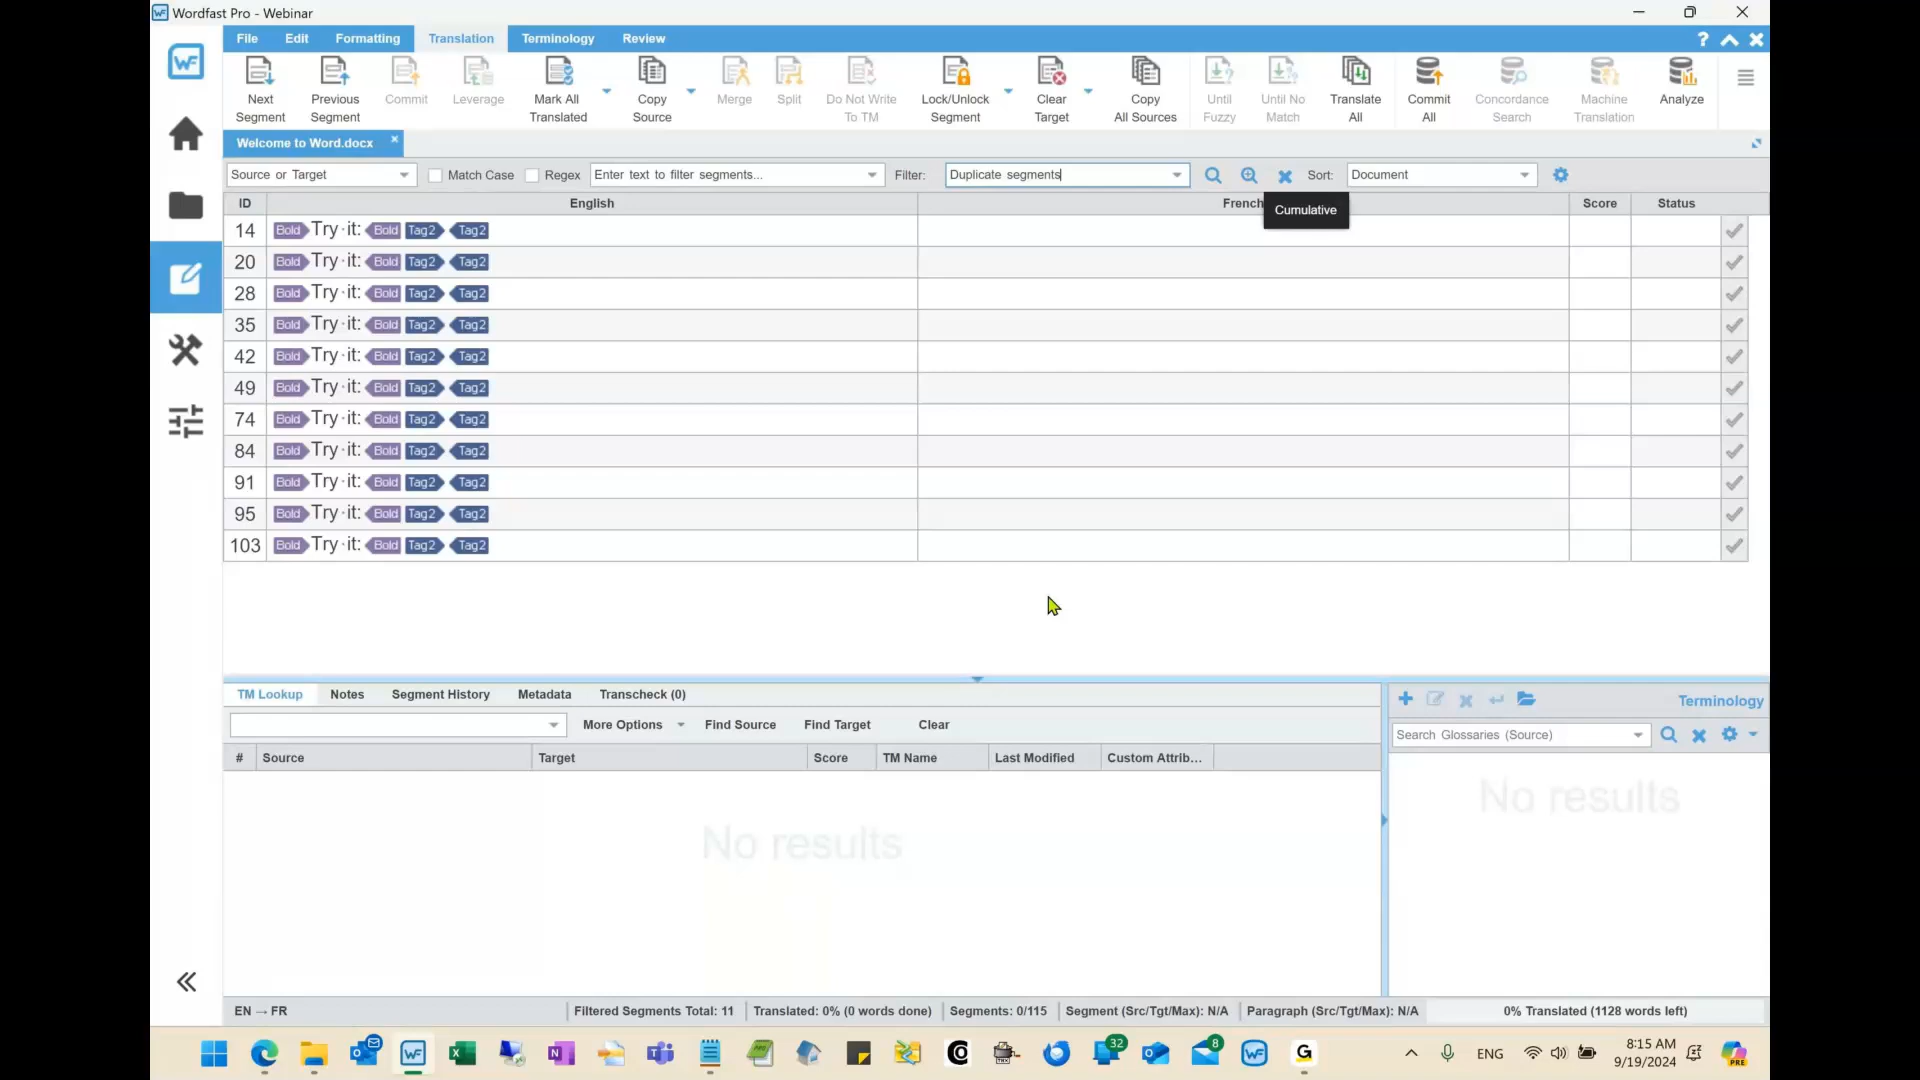 Wordfast Pro - Webinar
File Edit Formatting Translation Terminology Review
Next Segment Previous Segment Commit Leverage Mark All Translated Copy Source Merge Split Do Not Write To TM Lock/Unlock Segment Clear Target Copy All Sources Until Fuzzy Until No Match Translate All Commit All Concordance Search Machine Translation Analyze
Welcome to Word.docx
Source or Target Match Case Regex Enter text to filter segments... Filter: Duplicate segments Sort: Document
ID English French Score Status
Cumulative
14 Bold Try·it: Bold Tag2 Tag2
20 Bold Try·it: Bold Tag2 Tag2
28 Bold Try·it: Bold Tag2 Tag2
35 Bold Try·it: Bold Tag2 Tag2
42 Bold Try·it: Bold Tag2 Tag2
49 Bold Try·it: Bold Tag2 Tag2
74 Bold Try·it: Bold Tag2 Tag2
84 Bold Try·it: Bold Tag2 Tag2
91 Bold Try·it: Bold Tag2 Tag2
95 Bold Try·it: Bold Tag2 Tag2
103 Bold Try·it: Bold Tag2 Tag2
TM Lookup Notes Segment History Metadata Transcheck (0)
Terminology
More Options Find Source Find Target Clear
Search Glossaries (Source)
# Source Target Score TM Name Last Modified Custom Attrib...
No results
No results
EN → FR Filtered Segments Total: 11 Translated: 0% (0 words done) Segments: 0/115 Segment (Src/Tgt/Max): N/A Paragraph (Src/Tgt/Max): N/A 0% Translated (1128 words left)
32 8 ENG 8:15 AM
9/19/2024
PRE